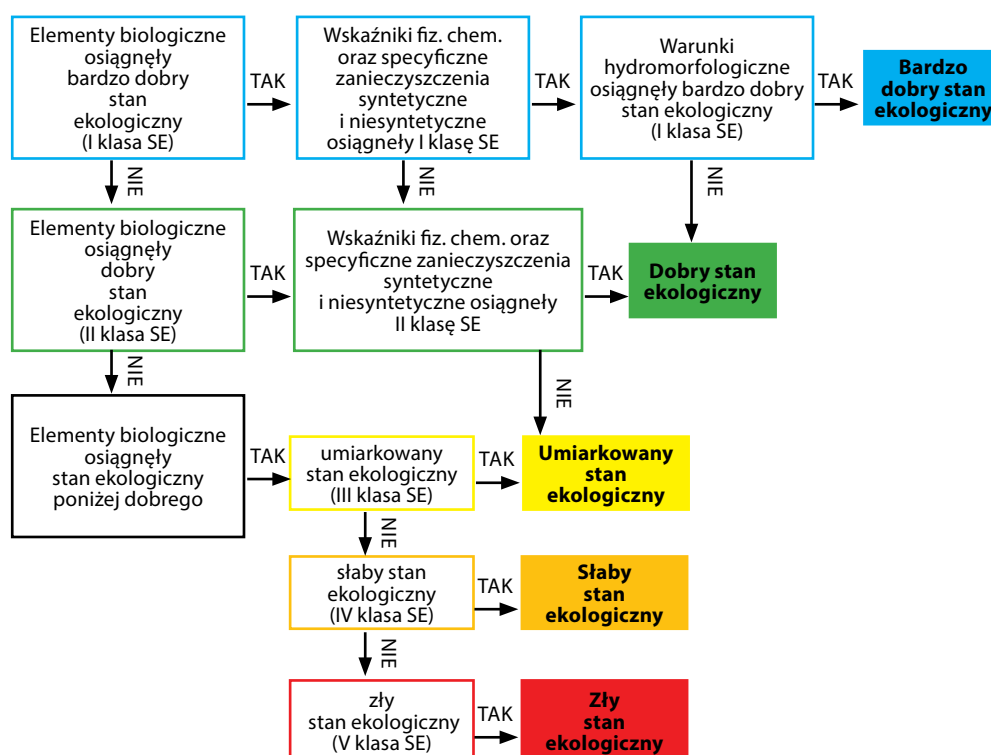 Elementy biologiczne
osiągnęły
bardzo dobry
stan
ekologiczny
(I klasa SE)
TAK
Wskaźniki fiz. chem.
oraz specyficzne
zanieczyszczenia
syntetyczne
i niesyntetyczne
osiągneły I klasę SE
TAK
Warunki
hydromorfologiczne
osiągnęły bardzo dobry
stan ekologiczny
(I klasa SE)
TAK
Bardzo
dobry stan
ekologiczny
NIE
NIE
NIE
Elementy biologiczne
osiągnęły
dobry
stan
ekologiczny
(II klasa SE)
TAK
Wskaźniki fiz. chem. oraz
specyficzne zanieczyszczenia
syntetyczne
i niesyntetyczne osiągneły
II klasę SE
TAK
Dobry stan
ekologiczny
NIE
NIE
Elementy biologiczne
osiągnęły
stan ekologiczny
poniżej dobrego
TAK
umiarkowany
stan ekologiczny
(III klasa SE)
TAK
Umiarkowany
stan
ekologiczny
NIE
słaby stan
ekologiczny
(IV klasa SE)
TAK
Słaby
stan
ekologiczny
NIE
zły
stan ekologiczny
(V klasa SE)
TAK
Zły
stan
ekologiczny